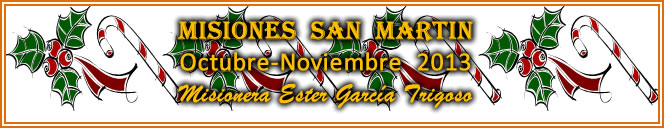 MISIONES SAN MARTIN
Octubre-Noviembre 2013
Misionera Ester García Trigoso